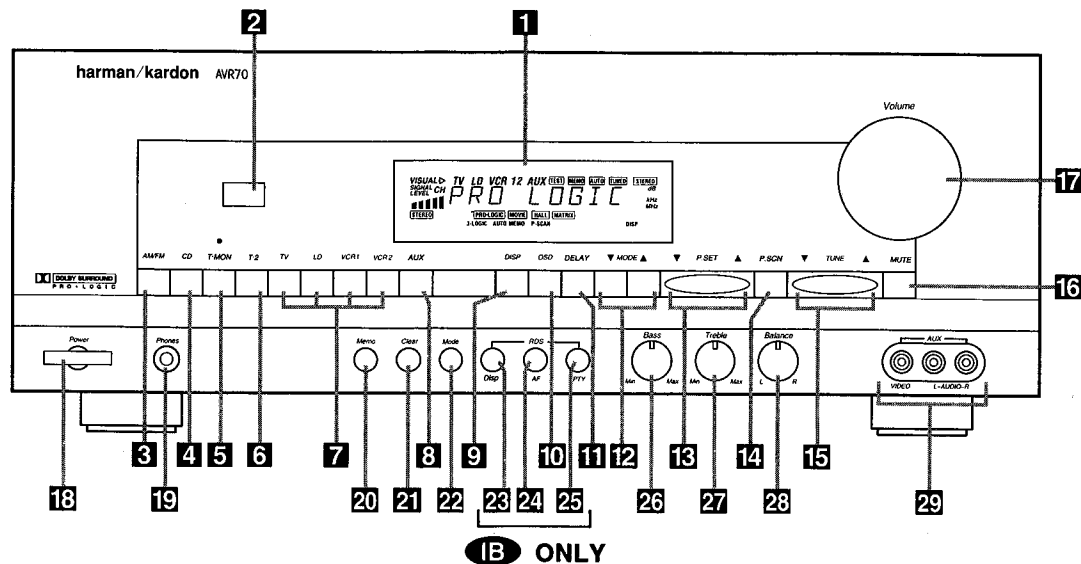 2 1
harman/kardon AVR70
Volume
VISUAL ▷ TV LD VCR 12 AUX TEST MEMO AUTO TUNED STEREO
SIGNAL LEVEL CH PRO LOGIC dB kHz MHz
STEREO PRO-LOGIC MOVIE HALL MATRIX
3-LOGIC AUTO MEMO P-SCAN DISP
17
AM/FM CD T-MON T-2 TV LD VCR1 VCR2 AUX DISP OSD DELAY ▼ MODE ▲ ▼ P.SET ▲ P.SCN ▼ TUNE ▲ MUTE
DOLBY SURROUND
PRO·LOGIC
16
Power Phones Memo Clear Mode RDS Bass Treble Balance AUX
Disp AF PTY Min Max Min Max L R VIDEO L-AUDIO-R
3 4 5 6 7 8 9 10 11 12 13 14 15
18 19 20 21 22 23 24 25 26 27 28 29
IB ONLY